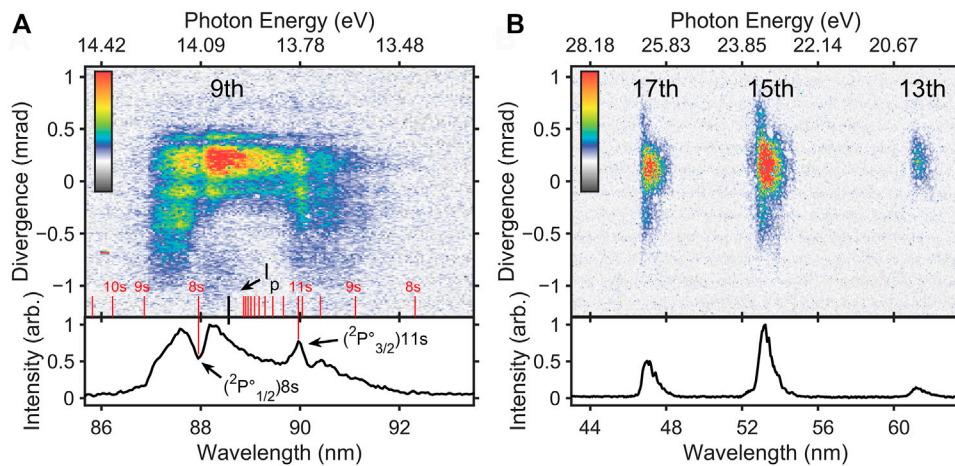 A
Photon Energy (eV)
14.42 14.09 13.78 13.48
Divergence (mrad)
1
0.5
0
−0.5
−1
9th
Ip
10s 9s 8s 11s 9s 8s
Intensity (arb.)
1
0.5
0
(²P°3/2)11s
(²P°1/2)8s
86 88 90 92
Wavelength (nm)
B
Photon Energy (eV)
28.18 25.83 23.85 22.14 20.67
Divergence (mrad)
1
0.5
0
−0.5
−1
17th 15th 13th
Intensity (arb.)
1
0.5
0
44 48 52 56 60
Wavelength (nm)